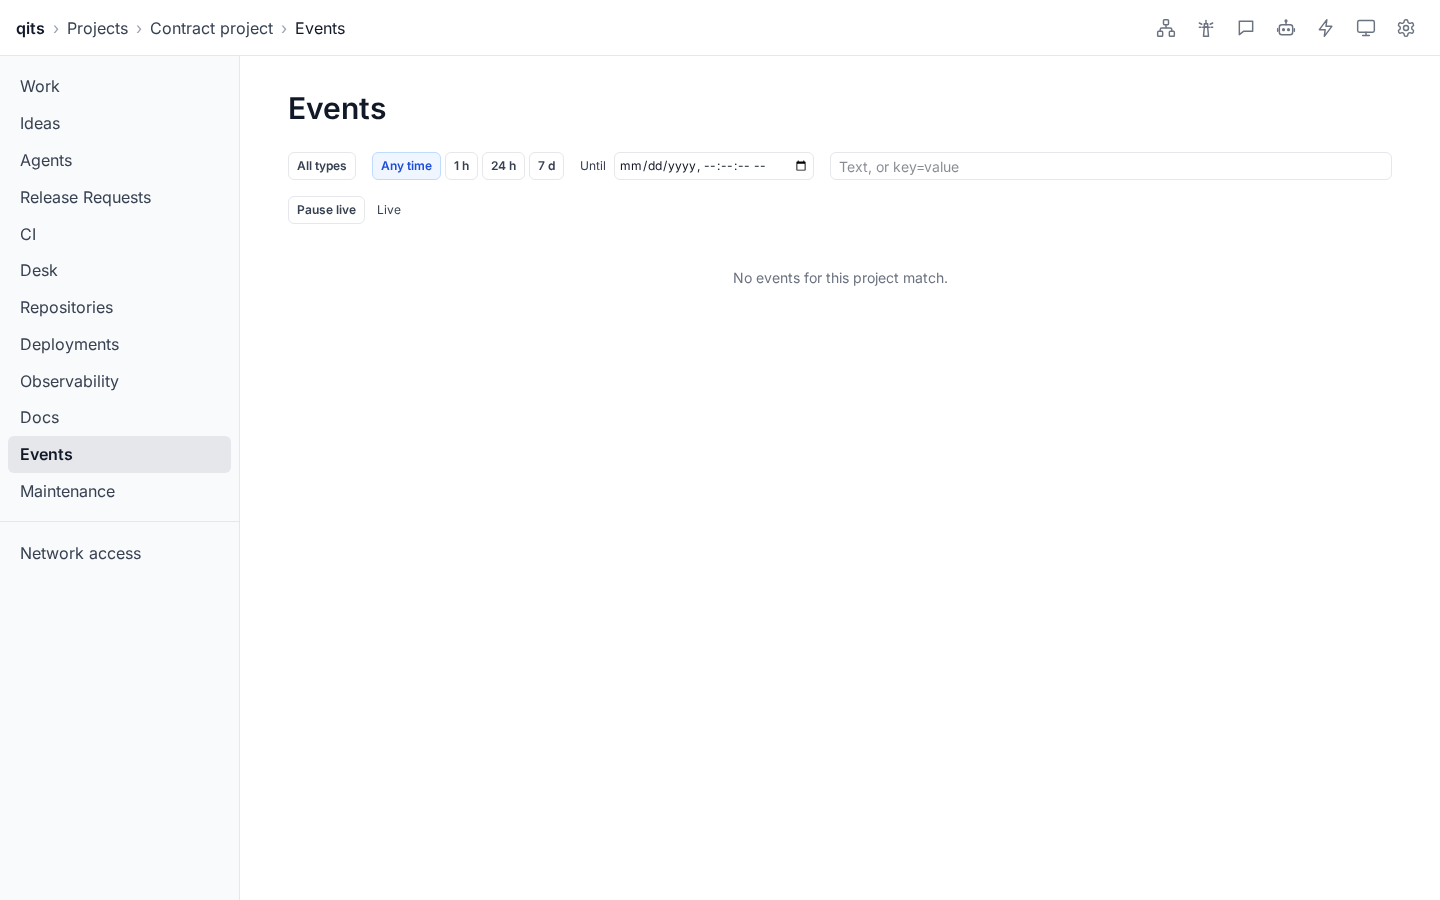 qits › Projects › Contract project › Events
Work
Ideas
Agents
Release Requests
CI
Desk
Repositories
Deployments
Observability
Docs
Events
Maintenance
Network access
Events
All types Any time 1 h 24 h 7 d Until mm/dd/yyyy, --:--:-- -- Text, or key=value
Pause live Live
No events for this project match.